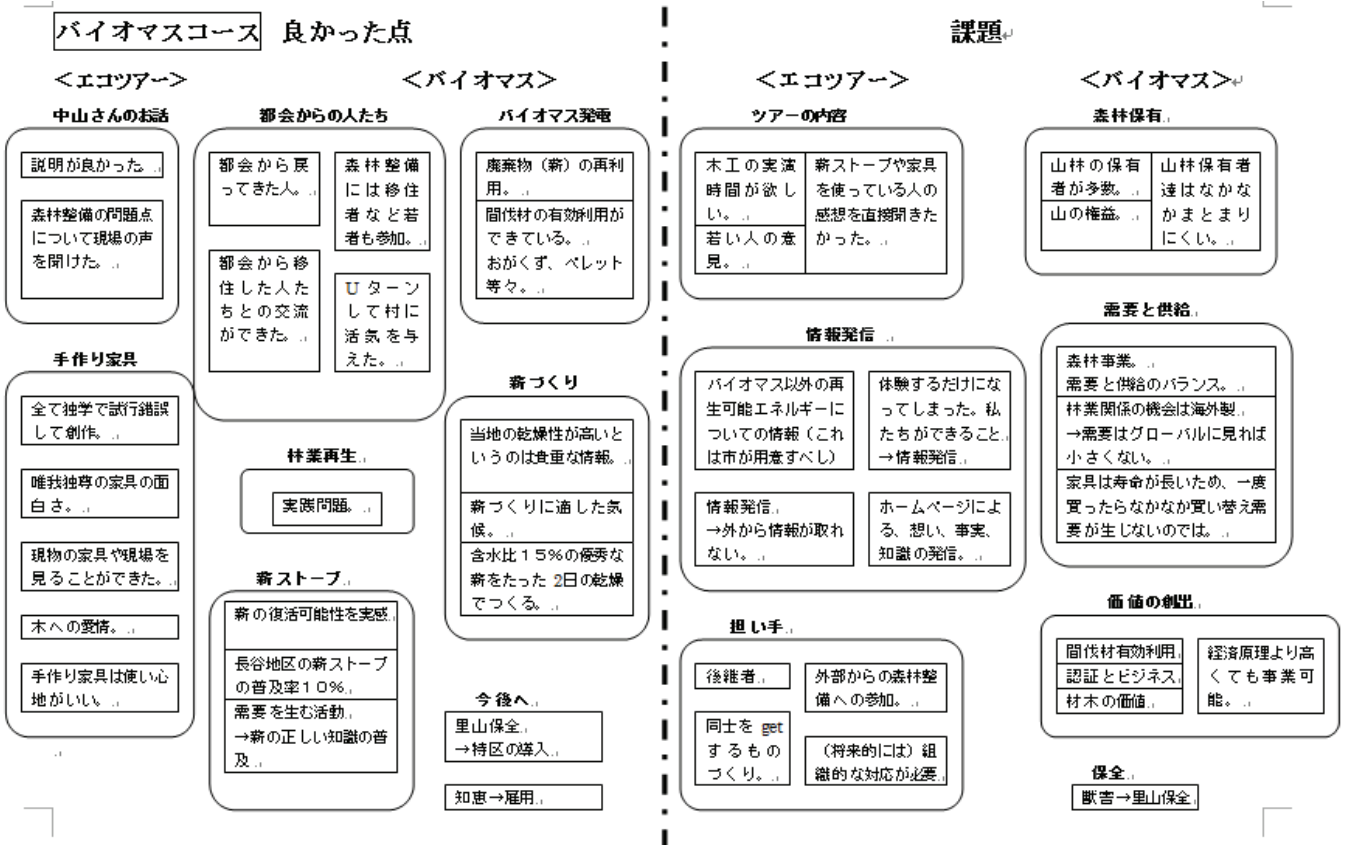 バイオマスコース 良かった点
＜エコツアー＞
＜バイオマス＞
中山さんのお話
説明が良かった。
森林整備の問題点
について現場の声
を聞けた。
手作り家具
全て独学で試行錯誤
して創作。
唯我独尊の家具の面
白さ。
現物の家具や現場を
見ることができた。
木への愛情。
手作り家具は使い心
地がいい。
都会からの人たち
都会から戻
ってきた人。
都会から移
住した人た
ちとの交流
ができた。
森林整備
には移住
者など若
者も参加。
Uターン
して村に
活気を与
えた。
林業再生
実践問題。
薪ストーブ
薪の復活可能性を実感
長谷地区の薪ストーブ
の普及率１０％
需要を生む活動
→薪の正しい知識の普
及
バイオマス発電
廃棄物（薪）の再利
用。
間伐材の有効利用が
できている。
おがくず、ペレット
等々。
薪づくり
当地の乾燥性が高いと
いうのは貴重な情報。
薪づくりに適した気
候。
含水比１５％の優秀な
薪をたった2日の乾燥
でつくる。
今後へ
里山保全
→特区の導入
知恵→雇用
課題
＜エコツアー＞
＜バイオマス＞
ツアーの内容
木工の実演
時間が欲し
い。
若い人の意
見。
薪ストーブや家具
を使っている人の
感想を直接聞きた
かった。
情報発信
バイオマス以外の再
生可能エネルギーに
ついての情報（これ
は市が用意すべし）
体験するだけにな
ってしまった。私
たちができること
→情報発信
情報発信
→外から情報が取れ
ない。
ホームページによ
る、想い、事実、
知識の発信。
担い手
後継者
同士を get
するもの
づくり。
外部からの森林整
備への参加。
（将来的には）組
織的な対応が必要
森林保有
山林の保有
者が多数。
山の権益。
山林保有者
達はなかな
かまとまり
にくい。
需要と供給
森林事業。
需要と供給のバランス。
林業関係の機会は海外製
→需要はグローバルに見れば
小さくない。
家具は寿命が長いため、一度
買ったらなかなか買い替え需
要が生じないのでは。
価値の創出
間伐材有効利用
認証とビジネス
材木の価値
経済原理より高
くても事業可
能。
保全
獣害→里山保全